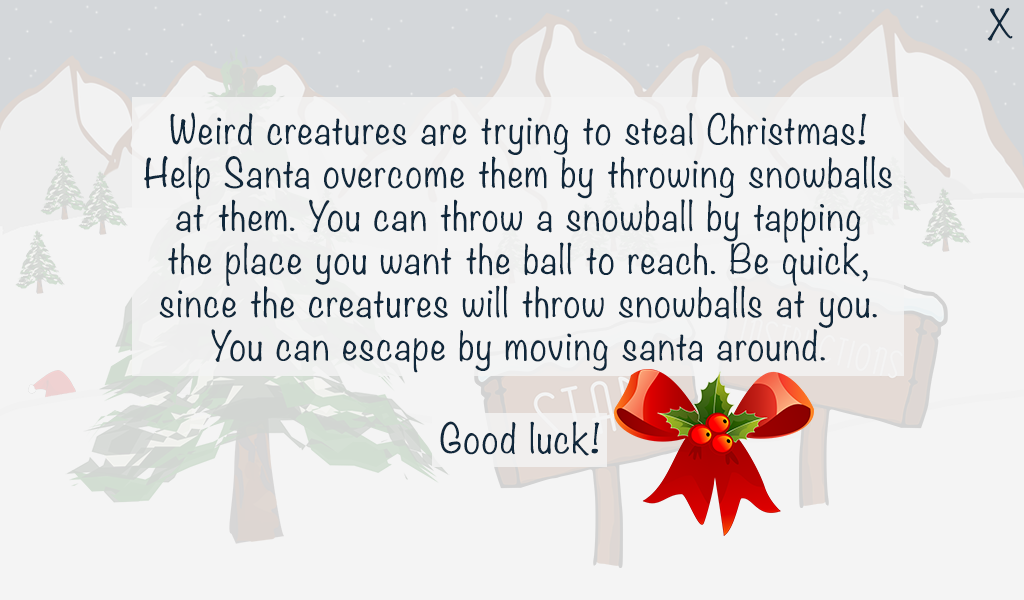 X
Weird creatures are trying to steal Christmas!
Help Santa overcome them by throwing snowballs
at them. You can throw a snowball by tapping
the place you want the ball to reach. Be quick,
since the creatures will throw snowballs at you.
You can escape by moving santa around.
INSTRUCTIONS
Good luck!